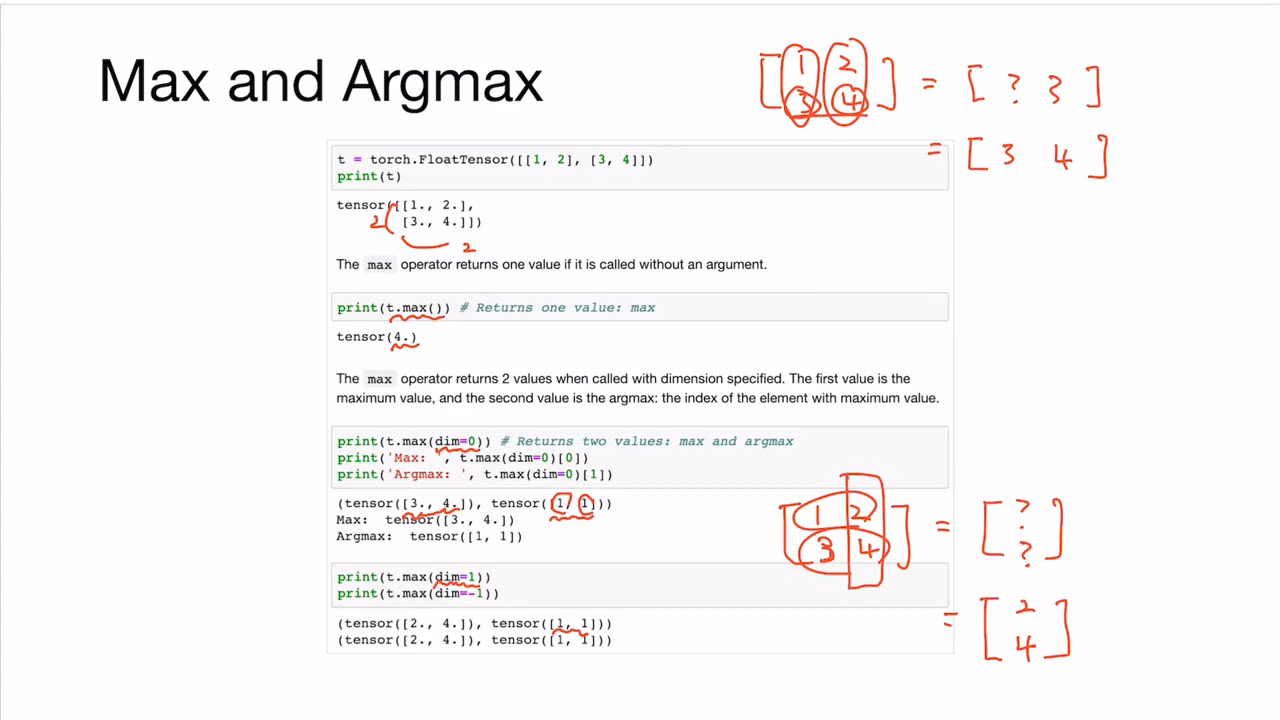 Max and Argmax
[ 1 2 ] = [ ? 3 ]
3 4
= [ 3 4 ]
t = torch.FloatTensor([[1, 2], [3, 4]])
print(t)
tensor([[1., 2.],
[3., 4.]])
2
2
The max operator returns one value if it is called without an argument.
print(t.max()) # Returns one value: max
tensor(4.)
The max operator returns 2 values when called with dimension specified. The first value is the
maximum value, and the second value is the argmax: the index of the element with maximum value.
print(t.max(dim=0)) # Returns two values: max and argmax
print('Max: ', t.max(dim=0)[0])
print('Argmax: ', t.max(dim=0)[1])
(tensor([3., 4.]), tensor([1, 1]))
Max: tensor([3., 4.])
Argmax: tensor([1, 1])
[ 1 2 ] = [ ? ]
3 4 ?
print(t.max(dim=1))
print(t.max(dim=-1))
(tensor([2., 4.]), tensor([1, 1]))
(tensor([2., 4.]), tensor([1, 1]))
= [ 2 ]
4